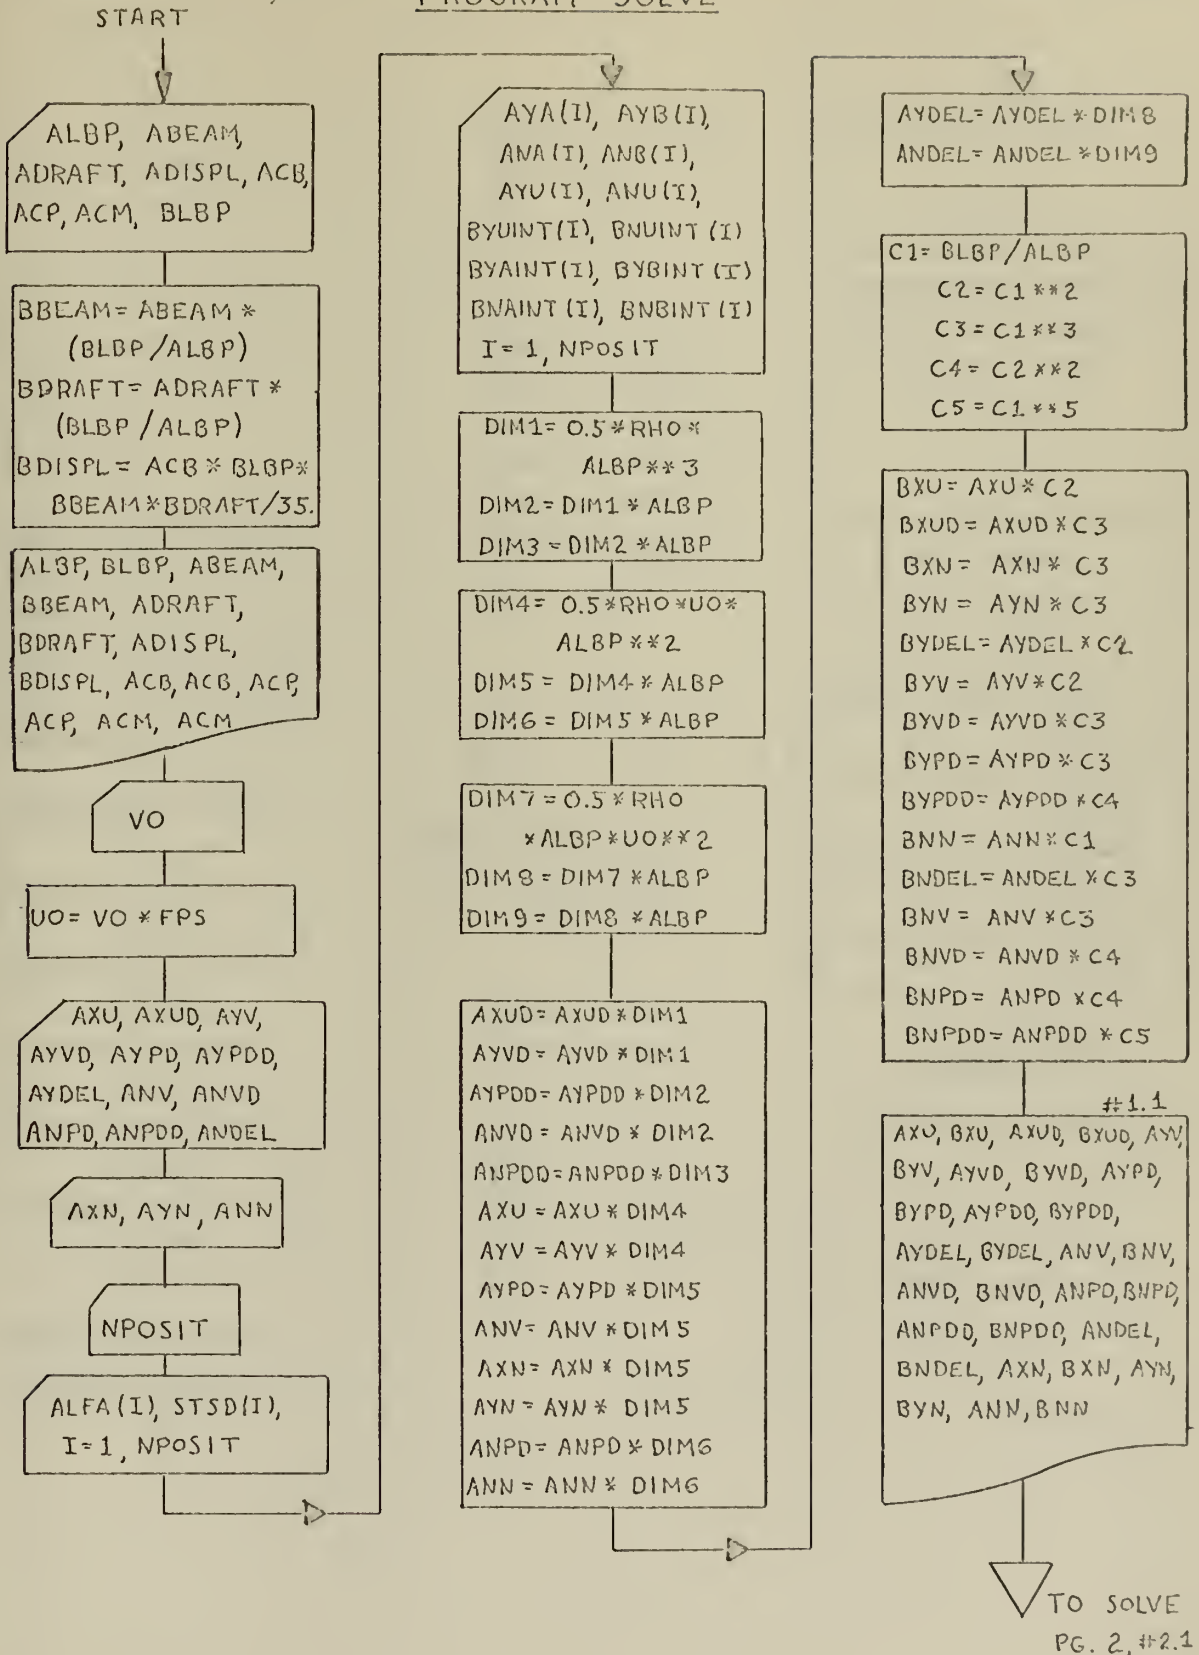 PROGRAM SOLVE
START
ALBP, ABEAM,
ADRAFT, ADISPL, ACB,
ACP, ACM, BLBP
BBEAM= ABEAM *
(BLBP/ALBP)
BDRAFT= ADRAFT *
(BLBP/ALBP)
BDISPL= ACB * BLBP*
BBEAM*BDRAFT/35.
ALBP, BLBP, ABEAM,
BBEAM, ADRAFT,
BDRAFT, ADISPL,
BDISPL, ACB, ACB, ACP,
ACP, ACM, ACM
VO
UO= VO * FPS
AXU, AXUD, AYV,
AYVD, AYPD, AYPDD,
AYDEL, ANV, ANVD
ANPD, ANPDD, ANDEL
AXN, AYN, ANN
NPOSIT
ALFA(I), STSD(I),
I=1, NPOSIT
AYA(I), AYB(I),
ANA(I), ANB(I),
AYU(I), ANU(I),
BYUINT(I), BNUINT(I)
BYAINT(I), BYBINT(I)
BNAINT(I), BNBINT(I)
I=1, NPOSIT
DIM1= 0.5*RHO*
ALBP**3
DIM2=DIM1*ALBP
DIM3=DIM2*ALBP
DIM4= 0.5*RHO*UO*
ALBP**2
DIM5= DIM4*ALBP
DIM6= DIM5*ALBP
DIM7=0.5*RHO
*ALBP*UO**2
DIM8=DIM7*ALBP
DIM9=DIM8*ALBP
AXUD=AXUD*DIM1
AYVD=AYVD*DIM1
AYPDD=AYPDD*DIM2
ANVD=ANVD*DIM2
ANPDD=ANPDD*DIM3
AXU=AXU*DIM4
AYV=AYV*DIM4
AYPD=AYPD*DIM5
ANV=ANV*DIM5
AXN=AXN*DIM5
AYN=AYN*DIM5
ANPD=ANPD*DIM6
ANN=ANN*DIM6
AYDEL=AYDEL*DIM8
ANDEL=ANDEL*DIM9
C1=BLBP/ALBP
C2=C1**2
C3=C1**3
C4=C2**2
C5=C1**5
BXU=AXU*C2
BXUD=AXUD*C3
BXN= AXN*C3
BYN=AYN*C3
BYDEL=AYDEL*C2
BYV=AYV*C2
BYVD=AYVD*C3
BYPD=AYPD*C3
BYPDD=AYPDD*C4
BNN=ANN*C1
BNDEL=ANDEL*C3
BNV=ANV*C3
BNVD=ANVD*C4
BNPD=ANPD*C4
BNPDD=ANPDD*C5
#1.1
AXU, BXU, AXUD, BXUD, AYV,
BYV, AYVD, BYVD, AYPD,
BYPD, AYPDD, BYPDD,
AYDEL, BYDEL, ANV, BNV,
ANVD, BNVD, ANPD, BNPD,
ANPDD, BNPDD, ANDEL,
BNDEL, AXN, BXN, AYN,
BYN, ANN, BNN
TO SOLVE
PG. 2, #2.1